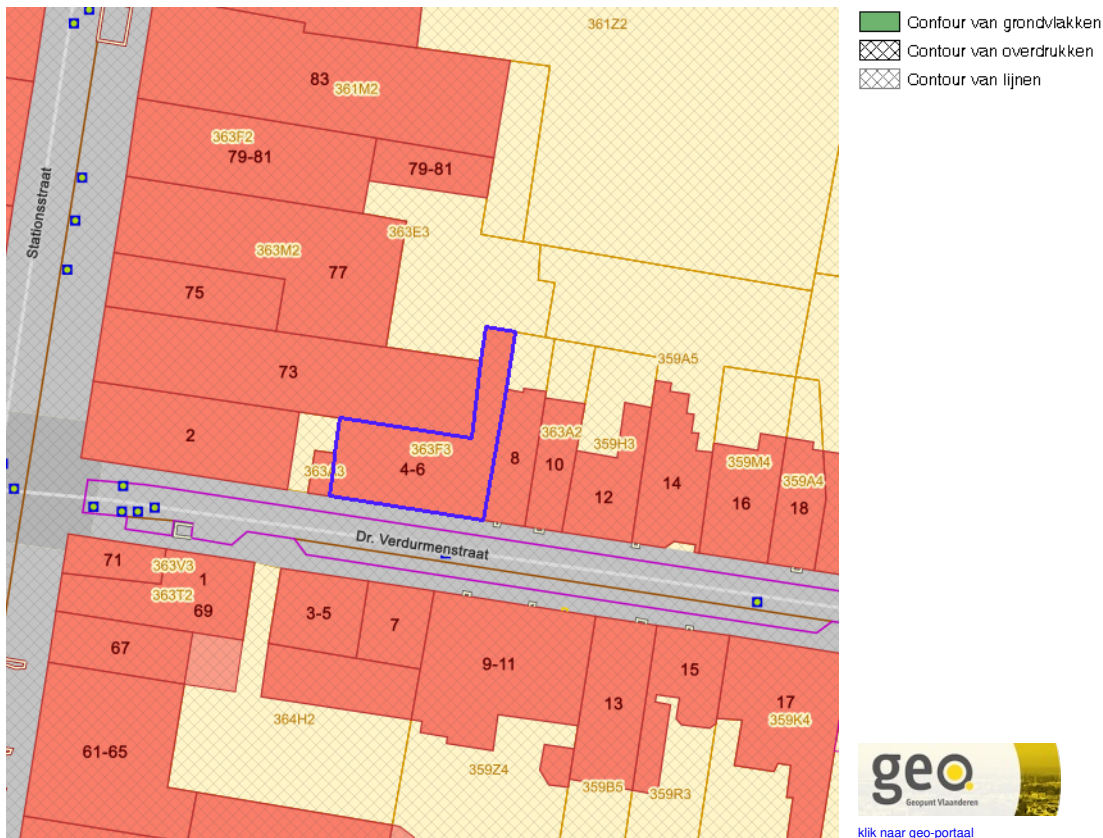 361Z2
Contour van grondvlakken
Contour van overdrukken
Contour van lijnen
83
361M2
363F2
79-81
79-81
Stationsstraat
363E3
363M2
77
75
73
359A5
2
363F3
363A3
4-6
8
363A2
10
359H3
12
14
359M4
16
359A4
18
Dr. Verdurmenstraat
71
363V3
1
363T2
69
3-5
7
67
9-11
15
13
17
359K4
364H2
61-65
359Z4
359B5
359R3
geo.
Geopunt Vlaanderen
klik naar geo-portaal